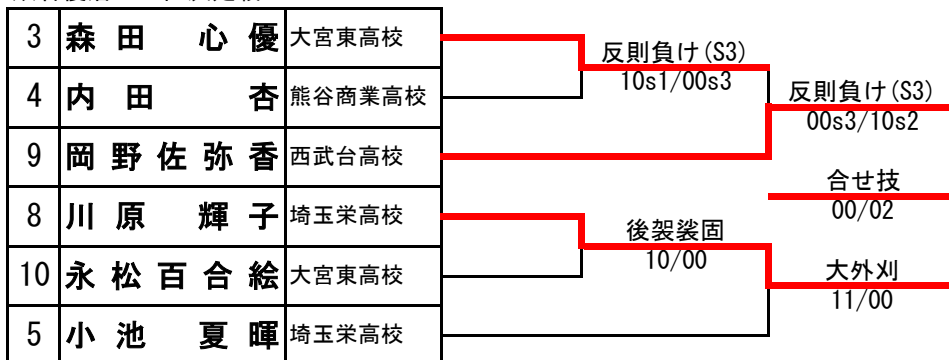 3 森田 心優 大宮東高校
4 内田 杏 熊谷商業高校
9 岡野佐弥香 西武台高校
8 川原 輝子 埼玉栄高校
10 永松百合絵 大宮東高校
5 小池 夏暉 埼玉栄高校
反則負け(S3)
10s1/00s3
反則負け(S3)
00s3/10s2
合せ技
00/02
後袈裟固
10/00
大外刈
11/00